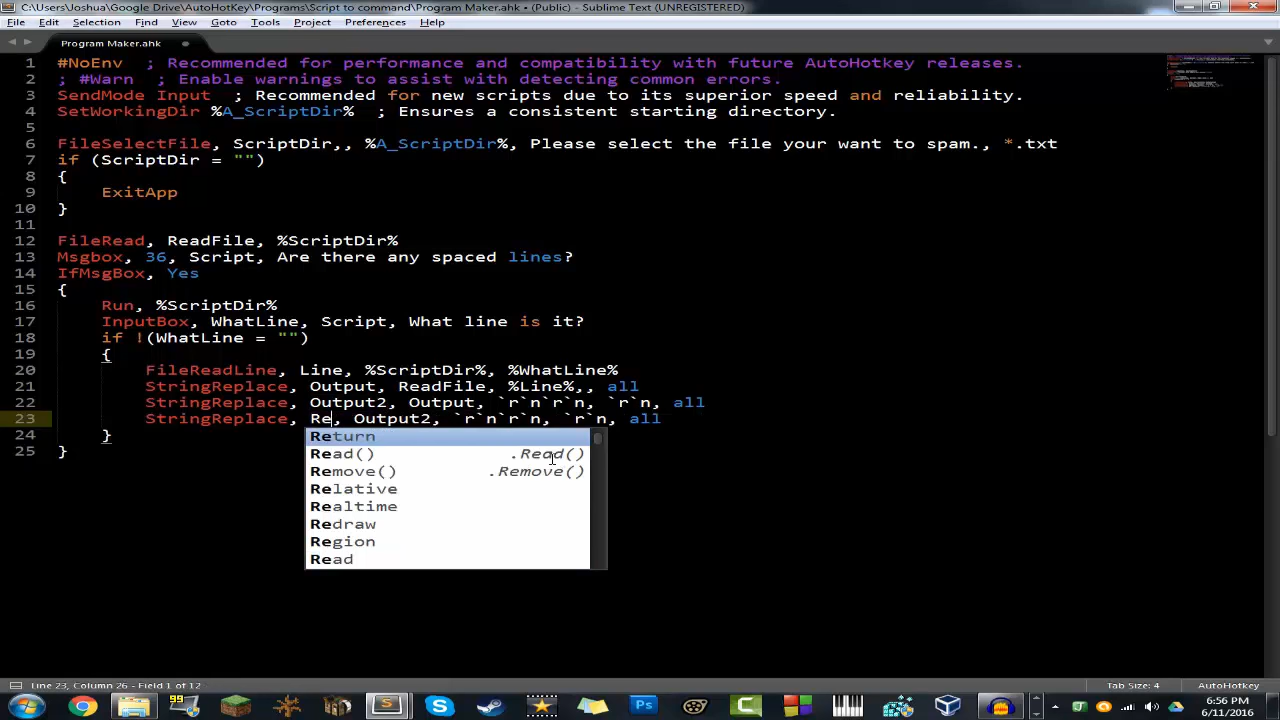 C:\Users\Joshua\Google Drive\AutoHotKey\Programs\Script to command\Program Maker.ahk • (Public) - Sublime Text (UNREGISTERED)
File Edit Selection Find View Goto Tools Project Preferences Help
Program Maker.ahk
1 #NoEnv  ; Recommended for performance and compatibility with future AutoHotkey releases.
2 ; #Warn  ; Enable warnings to assist with detecting common errors.
3 SendMode Input  ; Recommended for new scripts due to its superior speed and reliability.
4 SetWorkingDir %A_ScriptDir%  ; Ensures a consistent starting directory.
5
6 FileSelectFile, ScriptDir,, %A_ScriptDir%, Please select the file your want to spam., *.txt
7 if (ScriptDir = "")
8 {
9     ExitApp
10 }
11
12 FileRead, ReadFile, %ScriptDir%
13 Msgbox, 36, Script, Are there any spaced lines?
14 IfMsgBox, Yes
15 {
16     Run, %ScriptDir%
17     InputBox, WhatLine, Script, What line is it?
18     if !(WhatLine = "")
19     {
20         FileReadLine, Line, %ScriptDir%, %WhatLine%
21         StringReplace, Output, ReadFile, %Line%,, all
22         StringReplace, Output2, Output, `r`n`r`n, `r`n, all
23         StringReplace, Re, Output2, `r`n`r`n, `r`n, all
24     }
25 }
Return
Read() .Read()
Remove() .Remove()
Relative
Realtime
Redraw
Region
Read
Line 23, Column 26 - Field 1 of 12 Tab Size: 4 AutoHotkey
99
S
Ps
C
6:56 PM
6/11/2016